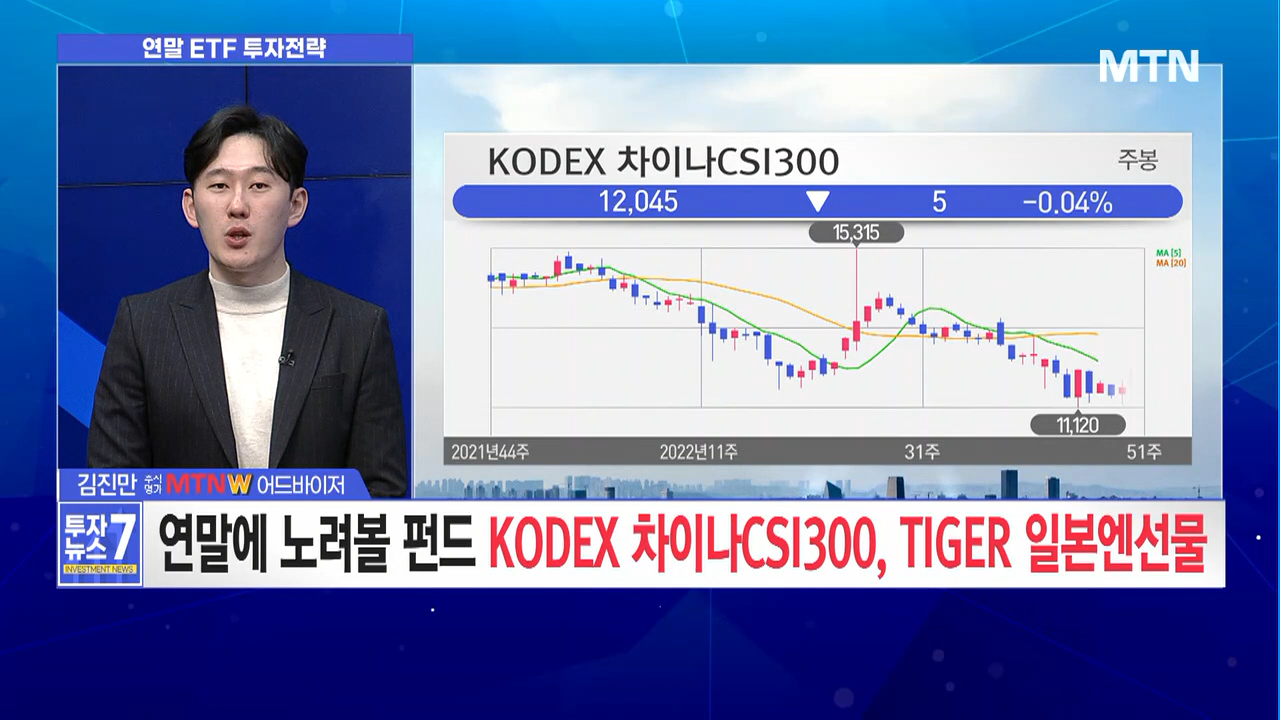 연말 ETF 투자전략
MTN
KODEX 차이나CSI300
주봉
12,045 ▼ 5 -0.04%
15,315
MA [5]
MA [20]
11,120
2021년44주 2022년11주 31주 51주
김진만 주식명가 MTNW 어드바이저
투자
뉴스 7
INVESTMENT NEWS
연말에 노려볼 펀드 KODEX 차이나CSI300, TIGER 일본엔선물